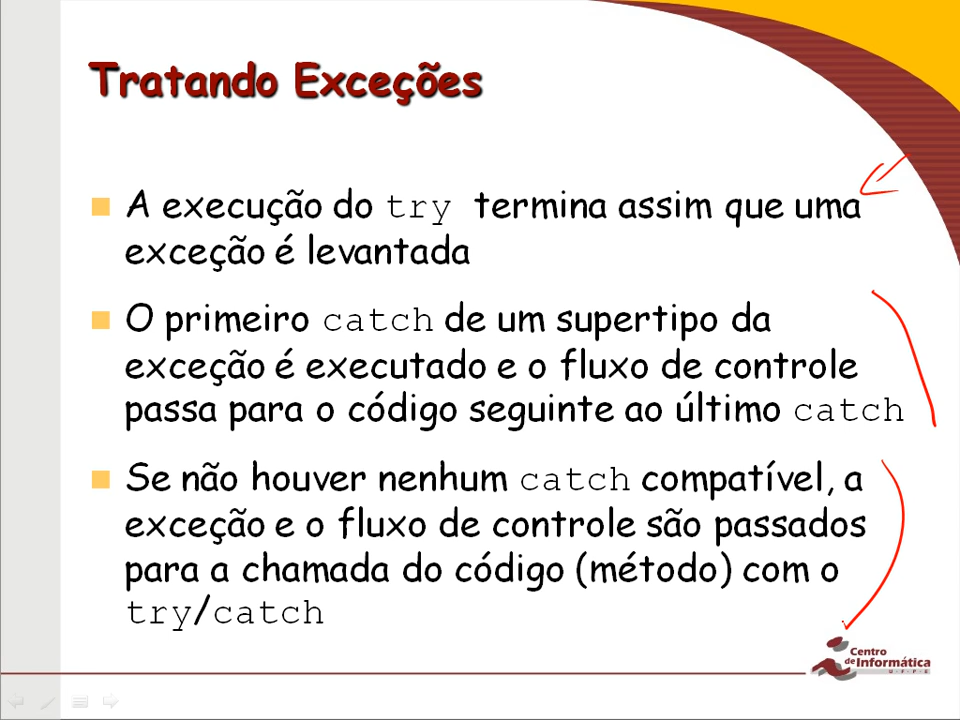 Tratando Exceções
A execução do try termina assim que uma
exceção é levantada
O primeiro catch de um supertipo da
exceção é executado e o fluxo de controle
passa para o código seguinte ao último catch
Se não houver nenhum catch compatível, a
exceção e o fluxo de controle são passados
para a chamada do código (método) com o
try/catch
Centro
de Informática
U F P E